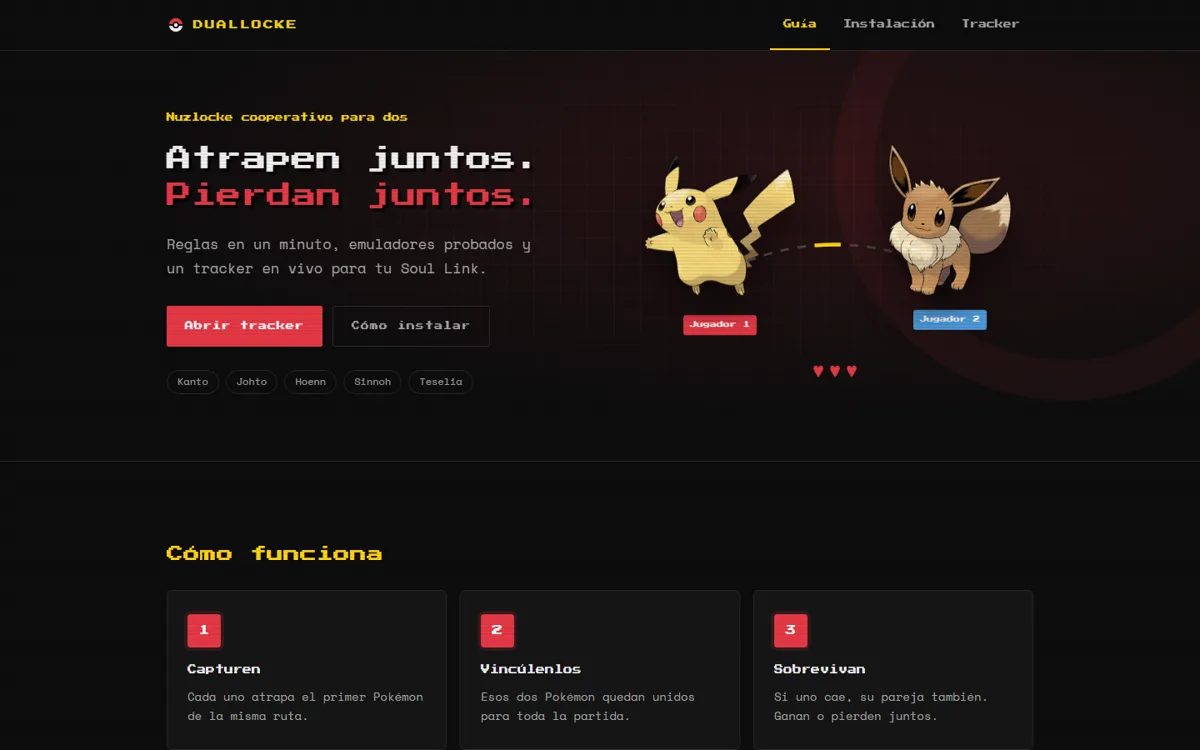 DUALLOCKE
Guía
Instalación
Tracker
Nuzlocke cooperativo para dos
Atrapen juntos.
Pierdan juntos.
Reglas en un minuto, emuladores probados y
un tracker en vivo para tu Soul Link.
Abrir tracker
Cómo instalar
Kanto
Johto
Hoenn
Sinnoh
Teselia
Jugador 1
Jugador 2
Cómo funciona
1
Capturen
Cada uno atrapa el primer Pokémon
de la misma ruta.
2
Vincúlenlos
Esos dos Pokémon quedan unidos
para toda la partida.
3
Sobrevivan
Si uno cae, su pareja también.
Ganan o pierden juntos.